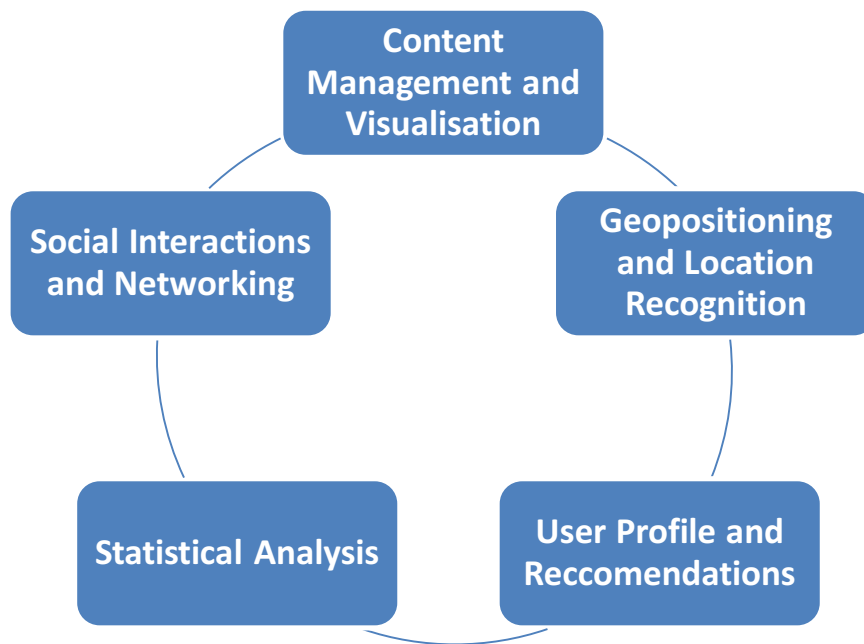 Content
Management and
Visualisation
Social Interactions
and Networking
Geopositioning
and Location
Recognition
Statistical Analysis
User Profile and
Reccomendations